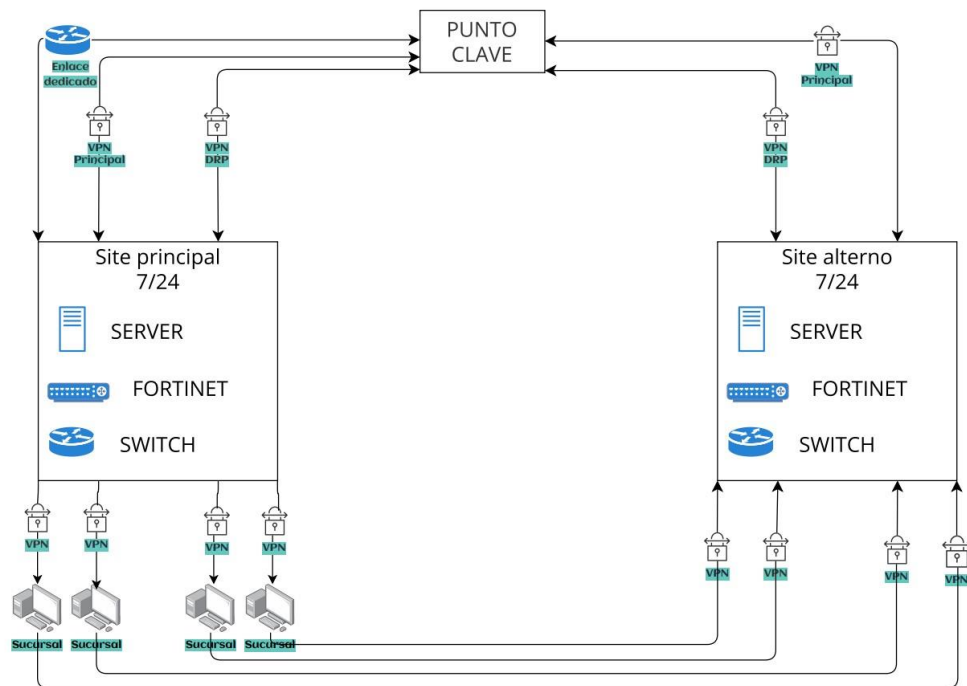 PUNTO
CLAVE
Enlace
dedicado
VPN
Principal
VPN
DRP
VPN
DRP
VPN
Principal
Site principal
7/24
SERVER
FORTINET
SWITCH
Site alterno
7/24
SERVER
FORTINET
SWITCH
VPN
VPN
VPN
VPN
VPN
VPN
VPN
VPN
Sucursal
Sucursal
Sucursal
Sucursal